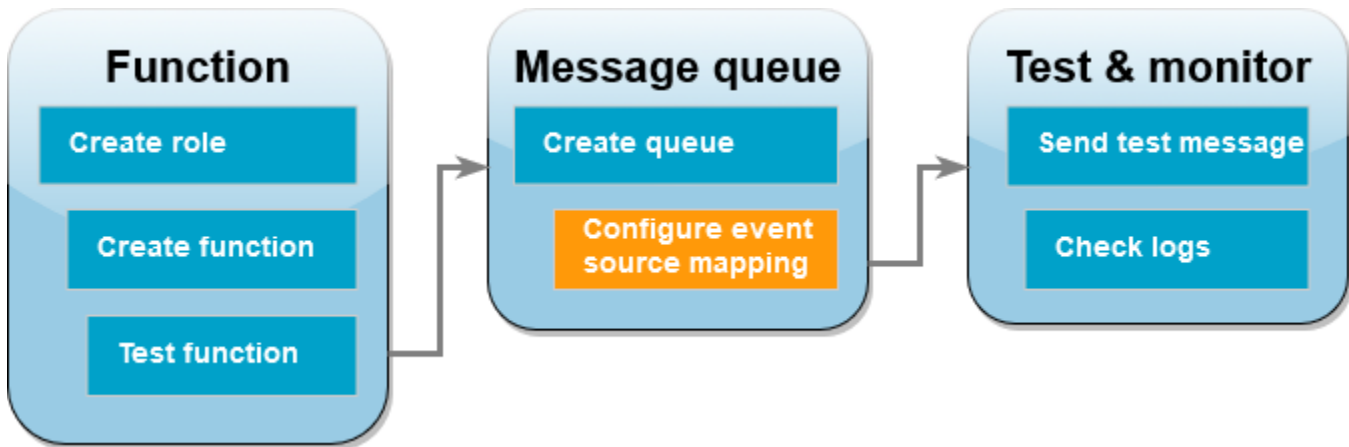 Function
Create role
Create function
Test function
Message queue
Create queue
Configure event
source mapping
Test & monitor
Send test message
Check logs